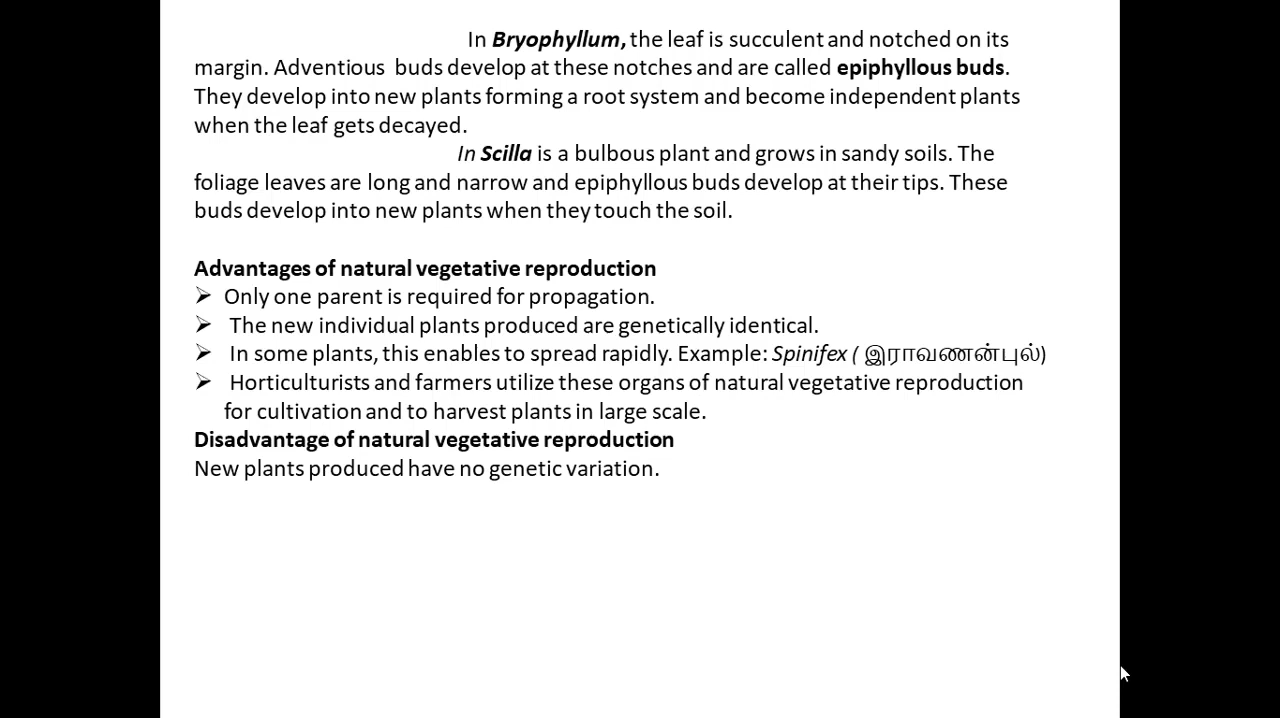 In Bryophyllum, the leaf is succulent and notched on its
margin. Adventious buds develop at these notches and are called epiphyllous buds.
They develop into new plants forming a root system and become independent plants
when the leaf gets decayed.
In Scilla is a bulbous plant and grows in sandy soils. The
foliage leaves are long and narrow and epiphyllous buds develop at their tips. These
buds develop into new plants when they touch the soil.
Advantages of natural vegetative reproduction
➢ Only one parent is required for propagation.
➢ The new individual plants produced are genetically identical.
➢ In some plants, this enables to spread rapidly. Example: Spinifex ( இராவணன்புல்)
➢ Horticulturists and farmers utilize these organs of natural vegetative reproduction
for cultivation and to harvest plants in large scale.
Disadvantage of natural vegetative reproduction
New plants produced have no genetic variation.